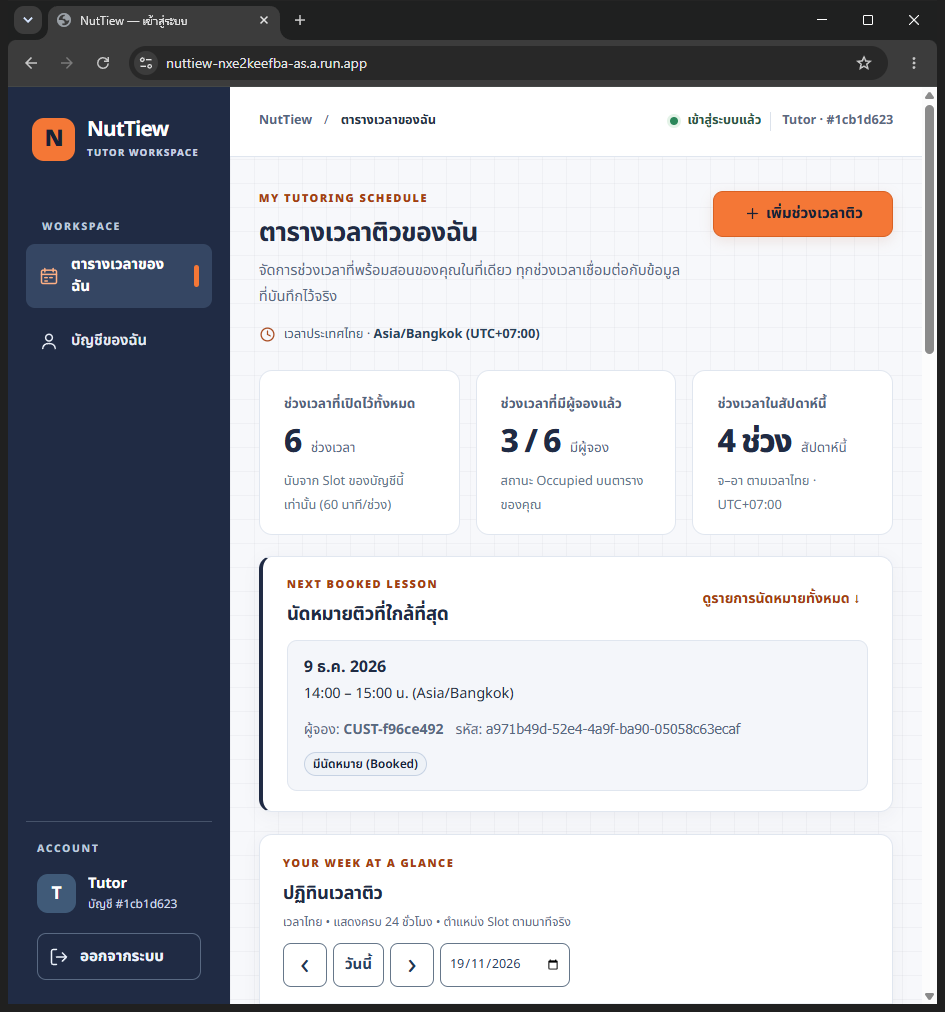 NutTiew — เข้าสู่ระบบ
nuttiew-nxe2keefba-as.a.run.app
N
NutTiew
TUTOR WORKSPACE
WORKSPACE
ตารางเวลาของ
ฉัน
บัญชีของฉัน
ACCOUNT
T
Tutor
บัญชี #1cb1d623
ออกจากระบบ
NutTiew / ตารางเวลาของฉัน
เข้าสู่ระบบแล้ว
Tutor · #1cb1d623
MY TUTORING SCHEDULE
ตารางเวลาติวของฉัน
+ เพิ่มช่วงเวลาติว
จัดการช่วงเวลาที่พร้อมสอนของคุณในที่เดียว ทุกช่วงเวลาเชื่อมต่อกับข้อมูล
ที่บันทึกไว้จริง
เวลาประเทศไทย · Asia/Bangkok (UTC+07:00)
ช่วงเวลาที่เปิดไว้ทั้งหมด
6 ช่วงเวลา
นับจาก Slot ของบัญชีนี้
เท่านั้น (60 นาที/ช่วง)
ช่วงเวลาที่มีผู้จองแล้ว
3 / 6 มีผู้จอง
สถานะ Occupied บนตาราง
ของคุณ
ช่วงเวลาในสัปดาห์นี้
4 ช่วง สัปดาห์นี้
จ–อา ตามเวลาไทย ·
UTC+07:00
NEXT BOOKED LESSON
นัดหมายติวที่ใกล้ที่สุด
ดูรายการนัดหมายทั้งหมด ↓
9 ธ.ค. 2026
14:00 – 15:00 น. (Asia/Bangkok)
ผู้จอง: CUST-f96ce492 รหัส: a971b49d-52e4-4a9f-ba90-05058c63ecaf
มีนัดหมาย (Booked)
YOUR WEEK AT A GLANCE
ปฏิทินเวลาติว
เวลาไทย • แสดงครบ 24 ชั่วโมง • ตำแหน่ง Slot ตามนาทีจริง
วันนี้
19/11/2026